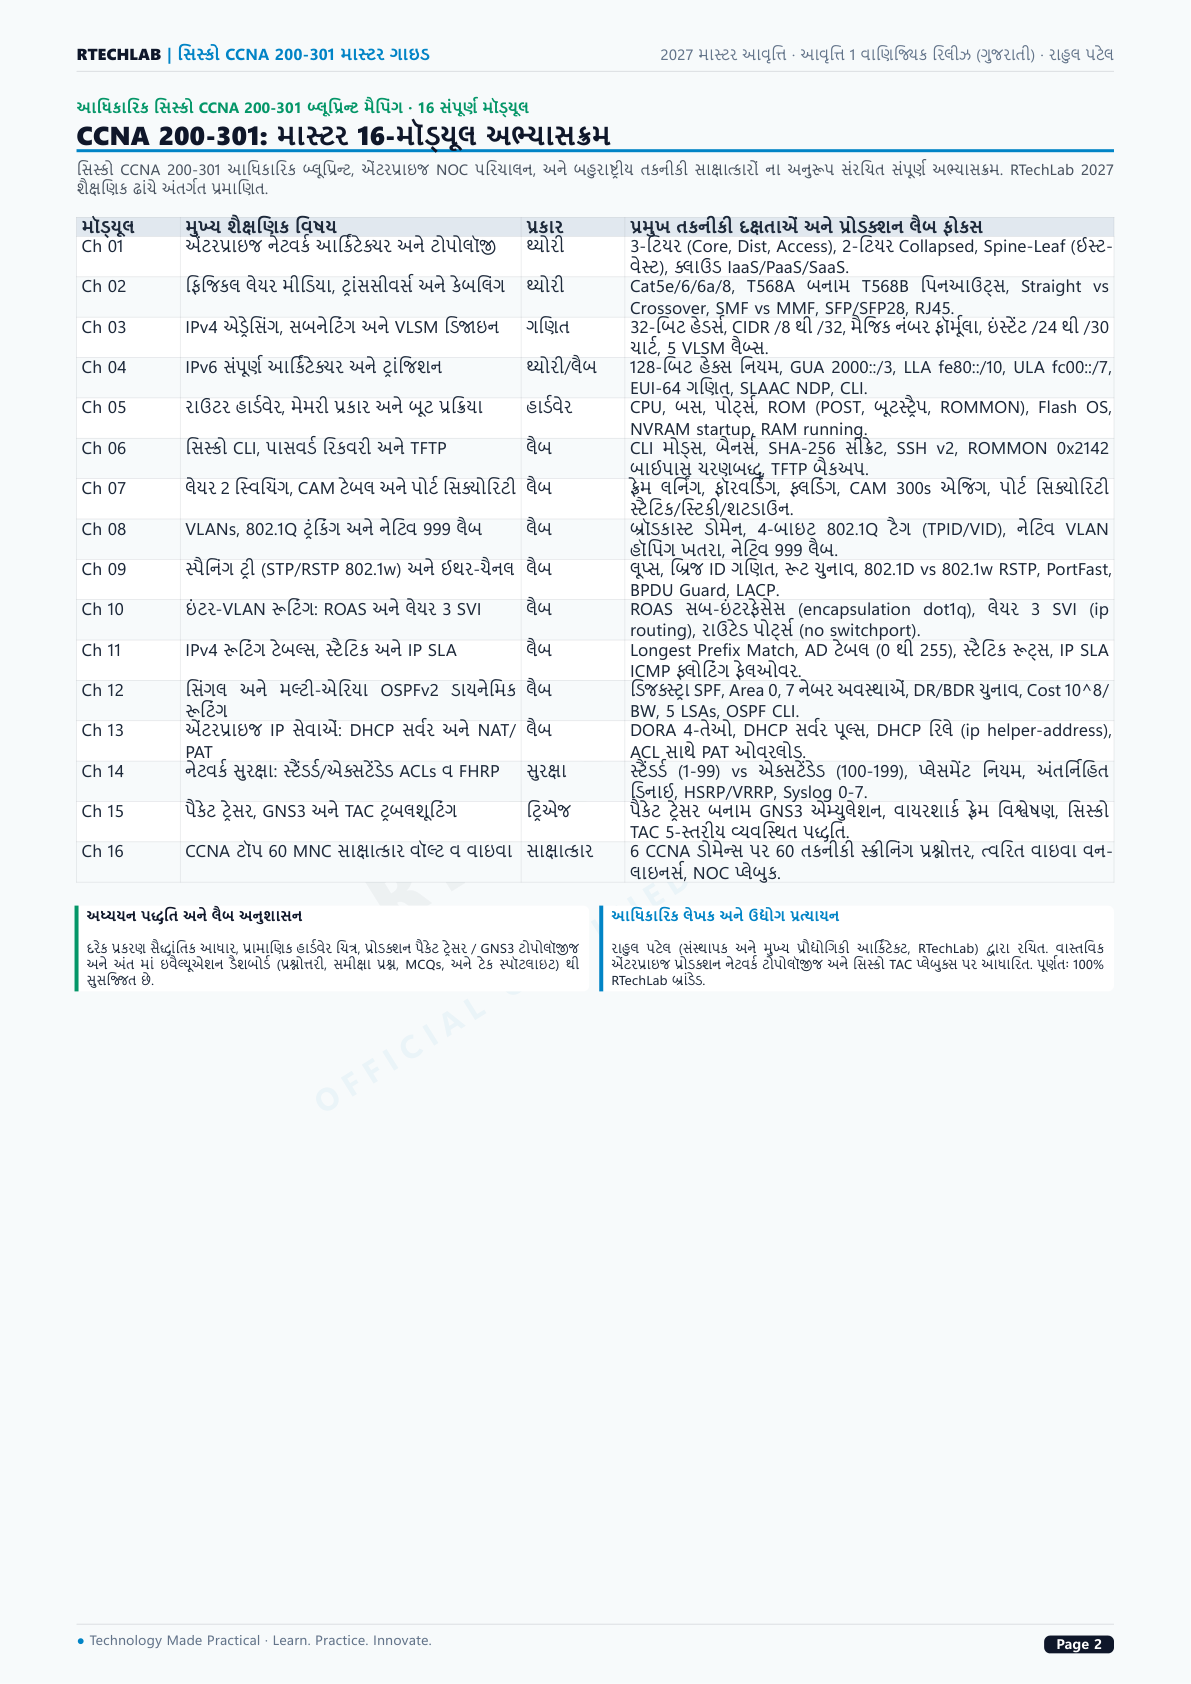 RTECHLAB | સિસ્કો CCNA 200-301 માસ્ટર ગાઇડ
2027 માસ્ટર આવૃત્તિ · આવૃત્તિ 1 વાણિજ્યિક રિલીઝ (ગુજરાતી) · રાહુલ પટેલ
આધિકારિક સિસ્કો CCNA 200-301 બ્લૂપ્રિન્ટ મૈપિંગ · 16 સંપૂર્ણ મૉડ્યૂલ
CCNA 200-301: માસ્ટર 16-મૉડ્યૂલ અભ્યાસક્રમ
સિસ્કો CCNA 200-301 આધિકારિક બ્લૂપ્રિન્ટ, એંટરપ્રાઇજ NOC પરિચાલન, અને બહુરાષ્ટ્રીય તકનીકી સાક્ષાત્કારોં ના અનુરૂપ સંરચિત સંપૂર્ણ અભ્યાસક્રમ. RTechLab 2027
શૈક્ષણિક ઢાંચે અંતર્ગત પ્રમાણિત.
મૉડ્યૂલ મુખ્ય શૈક્ષણિક વિષય પ્રકાર પ્રમુખ તકનીકી દક્ષતાએં અને પ્રોડક્શન લૈબ ફોકસ
Ch 01 એંટરપ્રાઇજ નેટવર્ક આર્કિટેક્ચર અને ટોપોલૉજી થ્યોરી 3-ટિયર (Core, Dist, Access), 2-ટિયર Collapsed, Spine-Leaf (ઈસ્ટ-
વેસ્ટ), ક્લાઉડ IaaS/PaaS/SaaS.
Ch 02 ફિજિકલ લેયર મીડિયા, ટ્રાંસસીવર્સ અને કેબલિંગ થ્યોરી Cat5e/6/6a/8, T568A બનામ T568B પિનઆઉટ્સ, Straight vs
Crossover, SMF vs MMF, SFP/SFP28, RJ45.
Ch 03 IPv4 એડ્રેસિંગ, સબનેટિંગ અને VLSM ડિજાઇન ગણિત 32-બિટ હેડર્સ, CIDR /8 થી /32, મૈજિક નંબર ફૉર્મૂલા, ઇંસ્ટેંટ /24 થી /30
ચાર્ટ, 5 VLSM લૈબ્સ.
Ch 04 IPv6 સંપૂર્ણ આર્કિટેક્ચર અને ટ્રાંજિશન થ્યોરી/લૈબ 128-બિટ હેક્સ નિયમ, GUA 2000::/3, LLA fe80::/10, ULA fc00::/7,
EUI-64 ગણિત, SLAAC NDP, CLI.
Ch 05 રાઉટર હાર્ડવેર, મેમરી પ્રકાર અને બૂટ પ્રક્રિયા હાર્ડવેર CPU, બસ, પોર્ટ્સ, ROM (POST, બૂટસ્ટ્રૈપ, ROMMON), Flash OS,
NVRAM startup, RAM running.
Ch 06 સિસ્કો CLI, પાસવર્ડ રિકવરી અને TFTP લૈબ CLI મોડ્સ, બૈનર્સ, SHA-256 સીક્રેટ, SSH v2, ROMMON 0x2142
બાઈપાસ ચરણબદ્ધ, TFTP બૈકઅપ.
Ch 07 લેયર 2 સ્વિચિંગ, CAM ટેબલ અને પોર્ટ સિક્યોરિટી લૈબ ફ્રેમ લર્નિંગ, ફૉરવર્ડિંગ, ફ્લડિંગ, CAM 300s એજિંગ, પોર્ટ સિક્યોરિટી
સ્ટૈટિક/સ્ટિકી/શટડાઉન.
Ch 08 VLANs, 802.1Q ટ્રંકિંગ અને નેટિવ 999 લૈબ લૈબ બ્રૉડકાસ્ટ ડોમેન, 4-બાઇટ 802.1Q ટૈગ (TPID/VID), નેટિવ VLAN
હૉપિંગ ખતરા, નેટિવ 999 લૈબ.
Ch 09 સ્પૈનિંગ ટ્રી (STP/RSTP 802.1w) અને ઈથર-ચૈનલ લૈબ લૂપ્સ, બ્રિજ ID ગણિત, રૂટ ચુનાવ, 802.1D vs 802.1w RSTP, PortFast,
BPDU Guard, LACP.
Ch 10 ઇંટર-VLAN રૂટિંગ: ROAS અને લેયર 3 SVI લૈબ ROAS સબ-ઇંટરફેસેસ (encapsulation dot1q), લેયર 3 SVI (ip
routing), રાઉટેડ પોર્ટ્સ (no switchport).
Ch 11 IPv4 રૂટિંગ ટેબલ્સ, સ્ટૈટિક અને IP SLA લૈબ Longest Prefix Match, AD ટેબલ (0 થી 255), સ્ટૈટિક રૂટ્સ, IP SLA
ICMP ફ્લોટિંગ ફેલઓવર.
Ch 12 સિંગલ અને મલ્ટી-એરિયા OSPFv2 ડાયનેમિક લૈબ ડિજક્સ્ટ્રા SPF, Area 0, 7 નેબર અવસ્થાએં, DR/BDR ચુનાવ, Cost 10^8/
રૂટિંગ BW, 5 LSAs, OSPF CLI.
Ch 13 એંટરપ્રાઇજ IP સેવાએં: DHCP સર્વર અને NAT/ લૈબ DORA 4-તેઓ, DHCP સર્વર પૂલ્સ, DHCP રિલે (ip helper-address),
PAT ACL સાથે PAT ઓવરલોડ.
Ch 14 નેટવર્ક સુરક્ષા: સ્ટૈંડર્ડ/એક્સટેંડેડ ACLs વ FHRP સુરક્ષા સ્ટૈંડર્ડ (1-99) vs એક્સટેંડેડ (100-199), પ્લેસમેંટ નિયમ, અંતર્નિહિત
ડિનાઈ, HSRP/VRRP, Syslog 0-7.
Ch 15 પૈકેટ ટ્રેસર, GNS3 અને TAC ટ્રબલશૂટિંગ ટ્રિએજ પૈકેટ ટ્રેસર બનામ GNS3 એમ્યુલેશન, વાયરશાર્ક ફ્રેમ વિશ્લેષણ, સિસ્કો
TAC 5-સ્તરીય વ્યવસ્થિત પદ્ધતિ.
Ch 16 CCNA ટૉપ 60 MNC સાક્ષાત્કાર વૉલ્ટ વ વાઇવા સાક્ષાત્કાર 6 CCNA ડોમેન્સ પર 60 તકનીકી સ્ક્રીનિંગ પ્રશ્નોત્તર, ત્વરિત વાઇવા વન-
લાઇનર્સ, NOC પ્લેબુક.
અધ્યયન પદ્ધતિ અને લૈબ અનુશાસન
દરેક પ્રકરણ સૈદ્ધાંતિક આધાર, પ્રામાણિક હાર્ડવેર ચિત્ર, પ્રોડક્શન પૈકેટ ટ્રેસર / GNS3 ટોપોલૉજીજ
અને અંત માં ઇવૈલ્યૂએશન ડૈશબોર્ડ (પ્રશ્નોત્તરી, સમીક્ષા પ્રશ્ન, MCQs, અને ટેક સ્પૉટલાઇટ) થી
સુસજ્જિત છે.
આધિકારિક લેખક અને ઉદ્યોગ પ્રત્યાયન
રાહુલ પટેલ (સંસ્થાપક અને મુખ્ય પ્રૌદ્યોગિકી આર્કિટેક્ટ, RTechLab) દ્વારા રચિત. વાસ્તવિક
એંટરપ્રાઇજ પ્રોડક્શન નેટવર્ક ટોપોલૉજીજ અને સિસ્કો TAC પ્લેબુક્સ પર આધારિત. પૂર્ણતઃ 100%
RTechLab બ્રાંડેડ.
OFFICIAL
● Technology Made Practical · Learn. Practice. Innovate.
Page 2